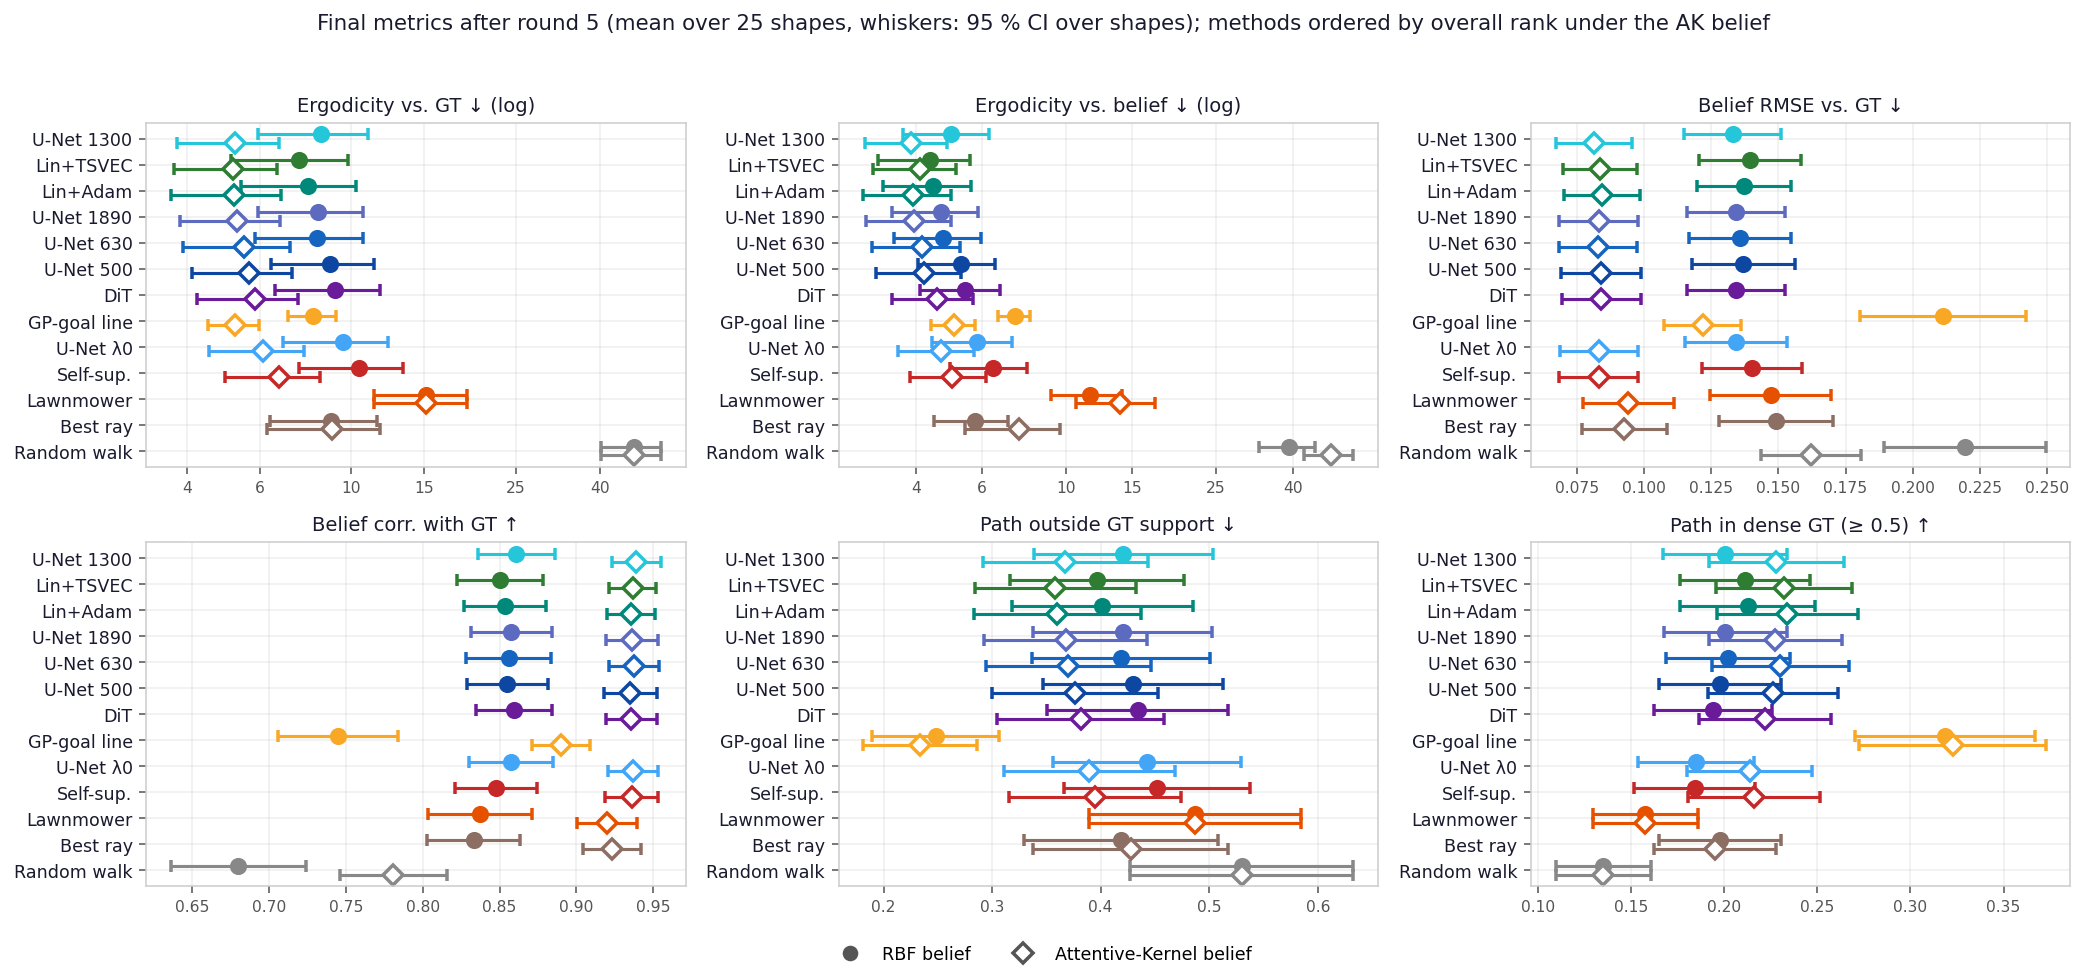 Final metrics after round 5 (mean over 25 shapes, whiskers: 95 % CI over shapes); methods ordered by overall rank under the AK belief
Ergodicity vs. GT ↓ (log)
U-Net 1300
Lin+TSVEC
Lin+Adam
U-Net 1890
U-Net 630
U-Net 500
DiT
GP-goal line
U-Net λ0
Self-sup.
Lawnmower
Best ray
Random walk
4 6 10 15 25 40
Ergodicity vs. belief ↓ (log)
U-Net 1300
Lin+TSVEC
Lin+Adam
U-Net 1890
U-Net 630
U-Net 500
DiT
GP-goal line
U-Net λ0
Self-sup.
Lawnmower
Best ray
Random walk
4 6 10 15 25 40
Belief RMSE vs. GT ↓
U-Net 1300
Lin+TSVEC
Lin+Adam
U-Net 1890
U-Net 630
U-Net 500
DiT
GP-goal line
U-Net λ0
Self-sup.
Lawnmower
Best ray
Random walk
0.075 0.100 0.125 0.150 0.175 0.200 0.225 0.250
Belief corr. with GT ↑
U-Net 1300
Lin+TSVEC
Lin+Adam
U-Net 1890
U-Net 630
U-Net 500
DiT
GP-goal line
U-Net λ0
Self-sup.
Lawnmower
Best ray
Random walk
0.65 0.70 0.75 0.80 0.85 0.90 0.95
Path outside GT support ↓
U-Net 1300
Lin+TSVEC
Lin+Adam
U-Net 1890
U-Net 630
U-Net 500
DiT
GP-goal line
U-Net λ0
Self-sup.
Lawnmower
Best ray
Random walk
0.2 0.3 0.4 0.5 0.6
Path in dense GT (≥ 0.5) ↑
U-Net 1300
Lin+TSVEC
Lin+Adam
U-Net 1890
U-Net 630
U-Net 500
DiT
GP-goal line
U-Net λ0
Self-sup.
Lawnmower
Best ray
Random walk
0.10 0.15 0.20 0.25 0.30 0.35
RBF belief
Attentive-Kernel belief